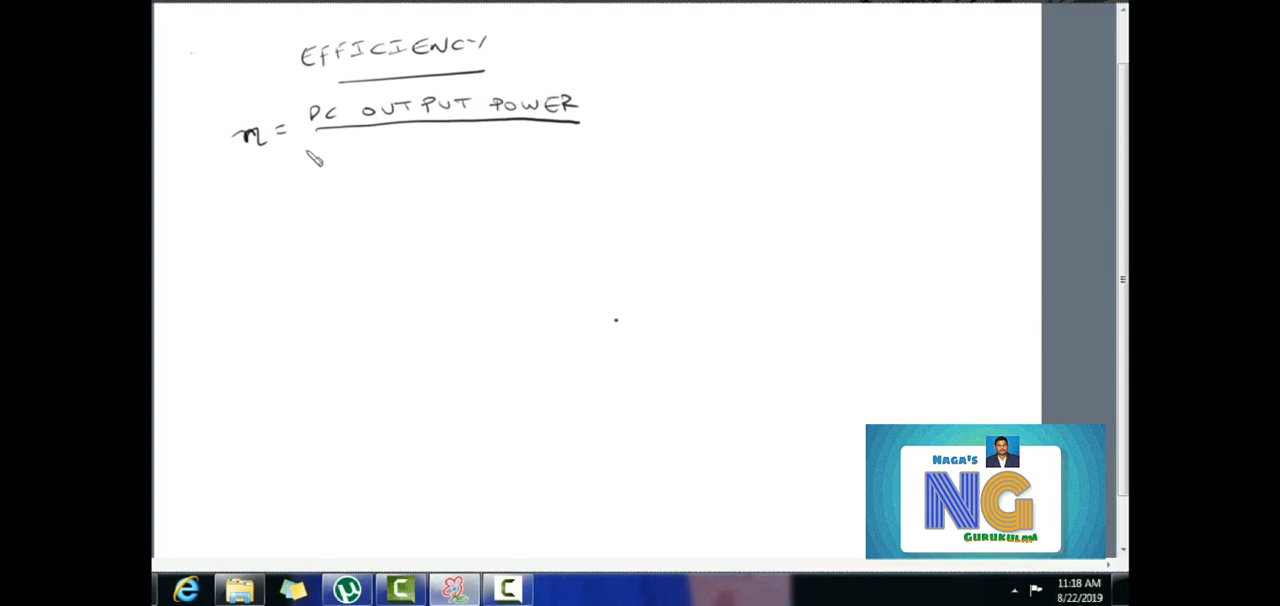 EFFICIENCY
DC OUTPUT POWER
η =
NAGA'S
NG
GURUKULAM
11:18 AM
8/22/2019